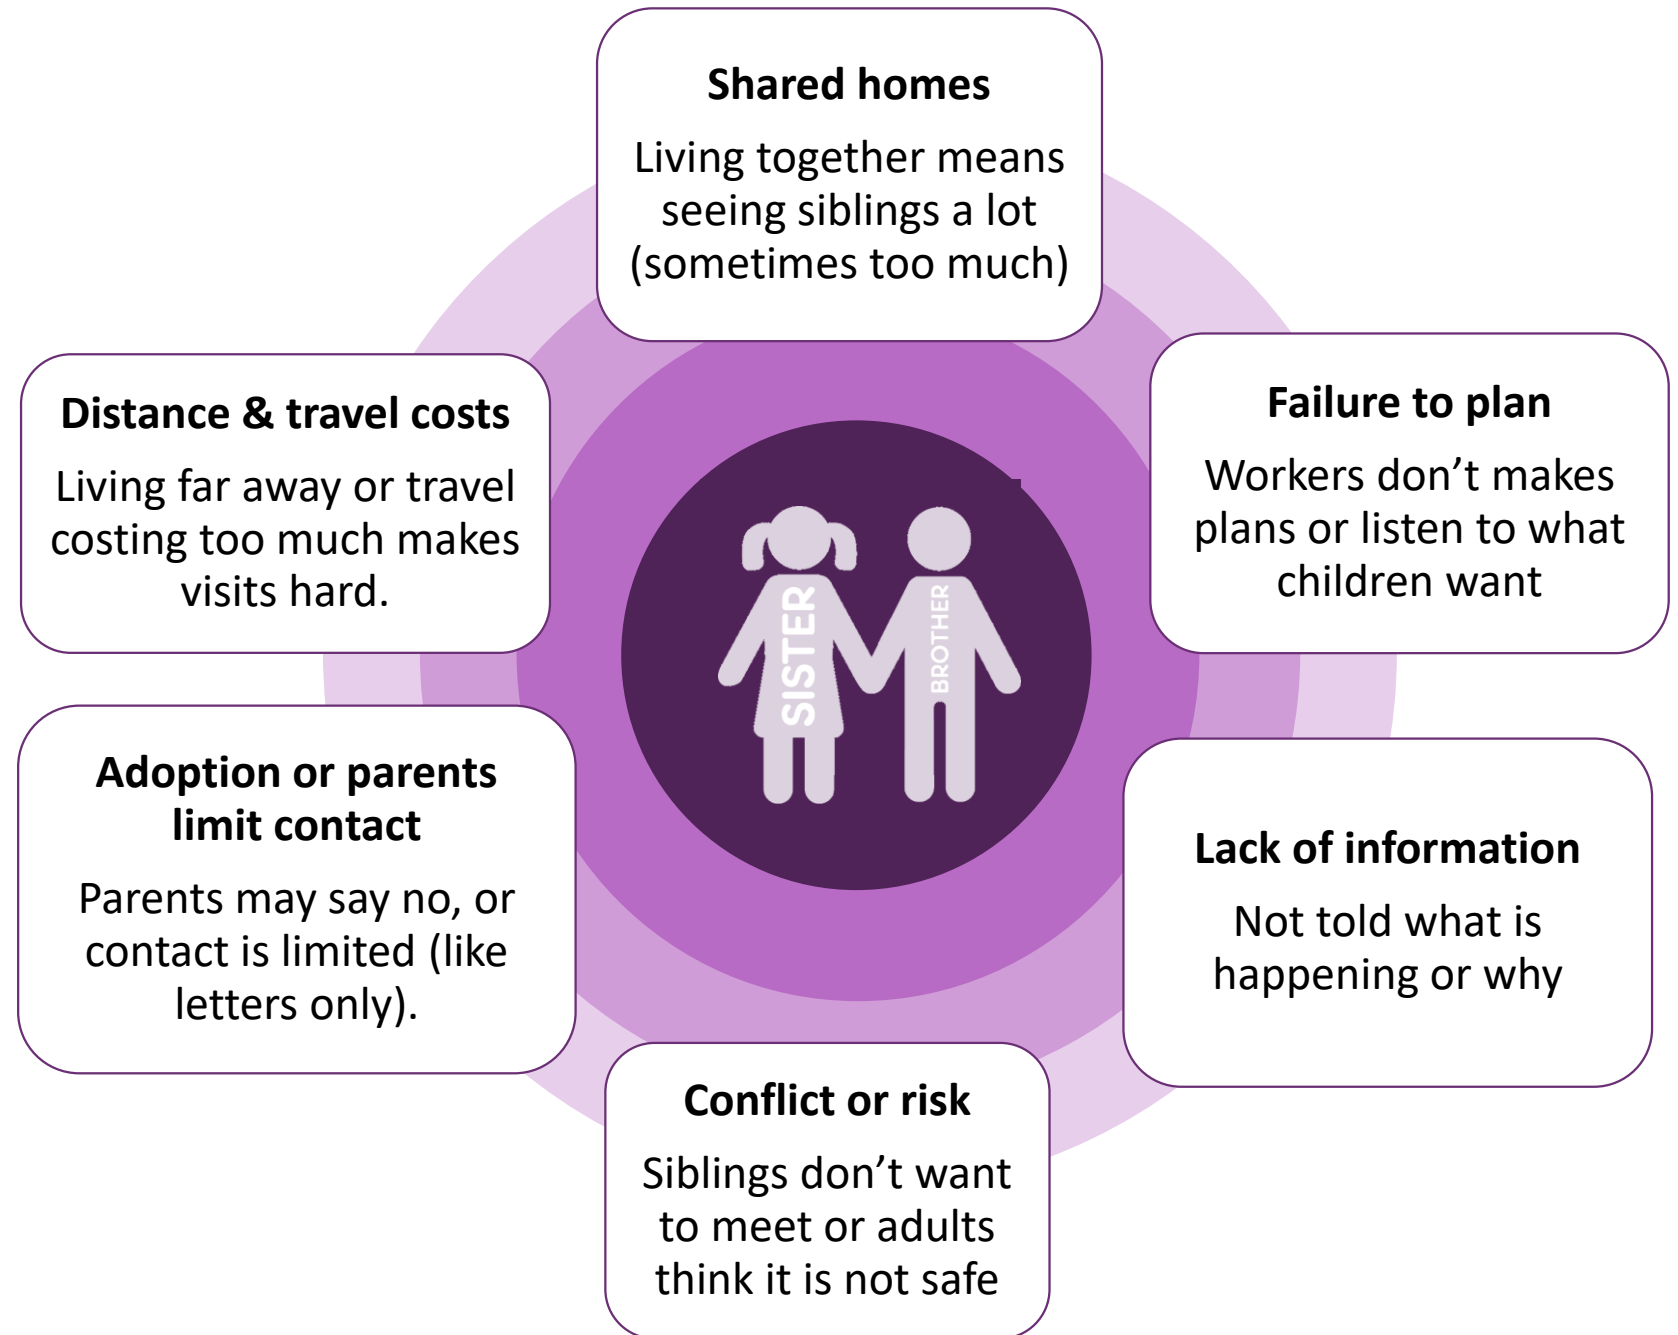 Shared homes
Living together means
seeing siblings a lot
(sometimes too much)
Failure to plan
Workers don’t makes
plans or listen to what
children want
Lack of information
Not told what is
happening or why
Conflict or risk
Siblings don’t want
to meet or adults
think it is not safe
Adoption or parents
limit contact
Parents may say no, or
contact is limited (like
letters only).
Distance & travel costs
Living far away or travel
costing too much makes
visits hard.
SISTER
BROTHER